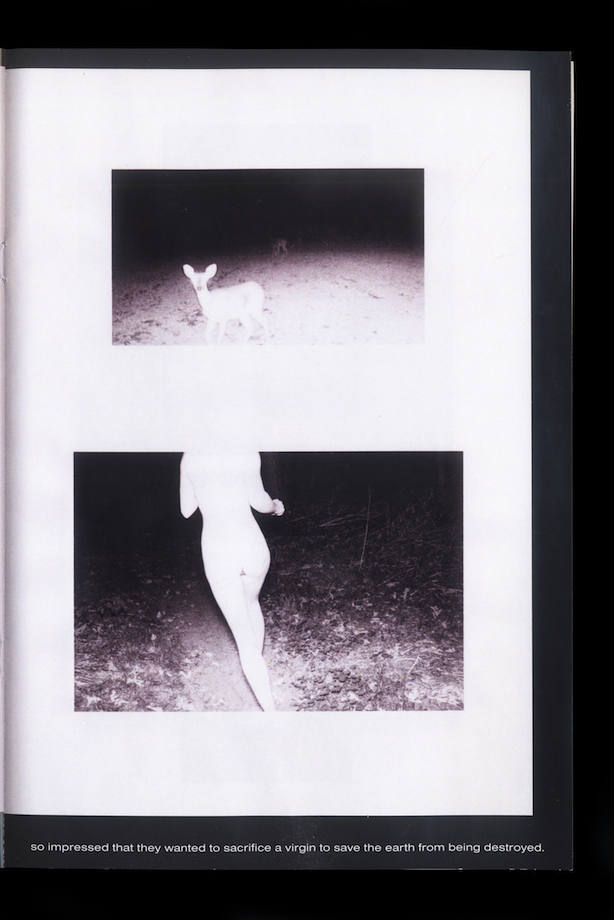 so impressed that they wanted to sacrifice a virgin to save the earth from being destroyed.